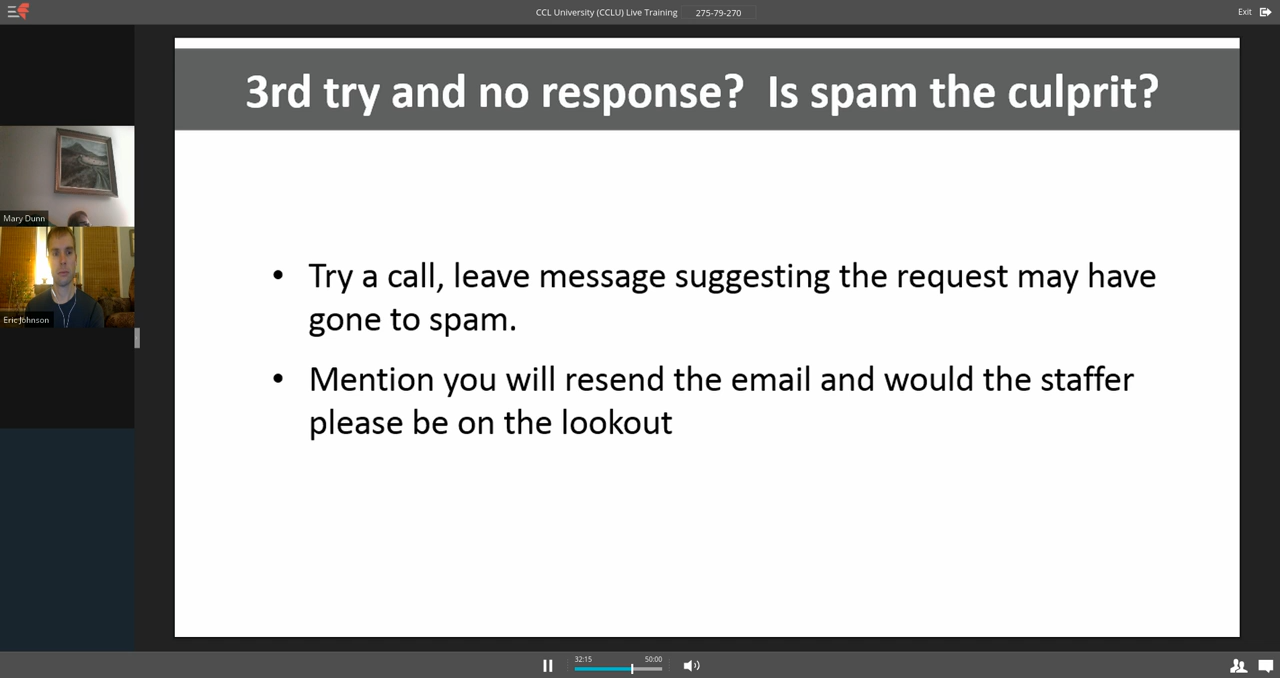 CCL University (CCLU) Live Training 275-79-270
Exit
3rd try and no response? Is spam the culprit?
Mary Dunn
Eric Johnson
• Try a call, leave message suggesting the request may have
gone to spam.
• Mention you will resend the email and would the staffer
please be on the lookout
32:15 50:00